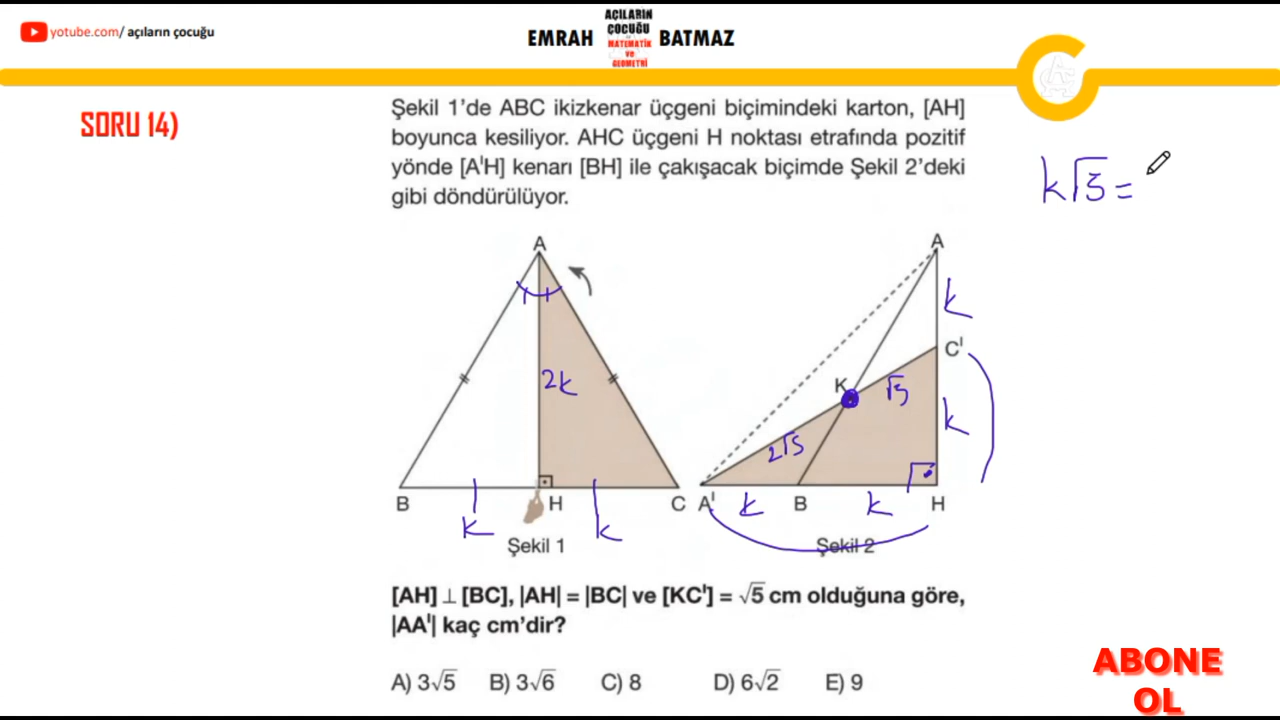 yotube.com/ açıların çocuğu
EMRAH
AÇILARIN
ÇOCUĞU
MATEMATİK
ve
GEOMETRİ
BATMAZ
SORU 14)
Şekil 1'de ABC ikizkenar üçgeni biçimindeki karton, [AH]
boyunca kesiliyor. AHC üçgeni H noktası etrafında pozitif
yönde [A'H] kenarı [BH] ile çakışacak biçimde Şekil 2'deki
gibi döndürülüyor.
k√5 =
A
2k
B
H
C
k
k
Şekil 1
A
k
C'
K
√5
k
2√5
A'
k
B
k
H
Şekil 2
[AH] ⊥ [BC], |AH| = |BC| ve [KC'] = √5 cm olduğuna göre,
|AA'| kaç cm'dir?
A) 3√5 B) 3√6 C) 8 D) 6√2 E) 9
ABONE
OL